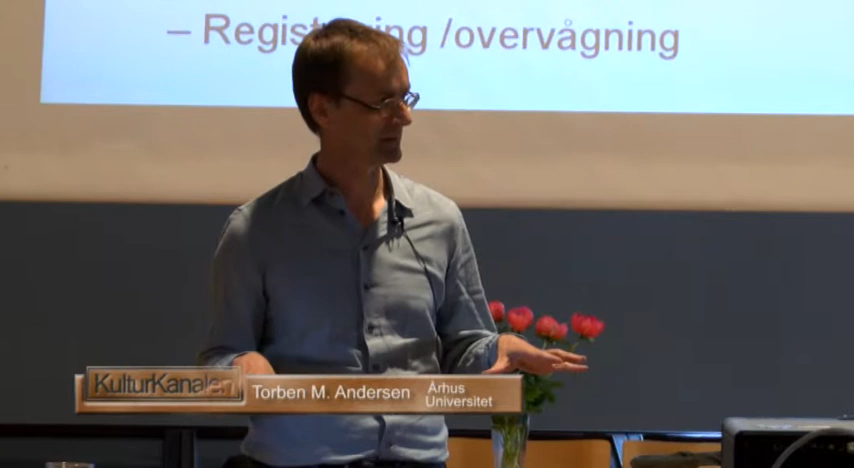 – Registrering /overvågning
KulturKanalen
Torben M. Andersen
Århus
Universitet